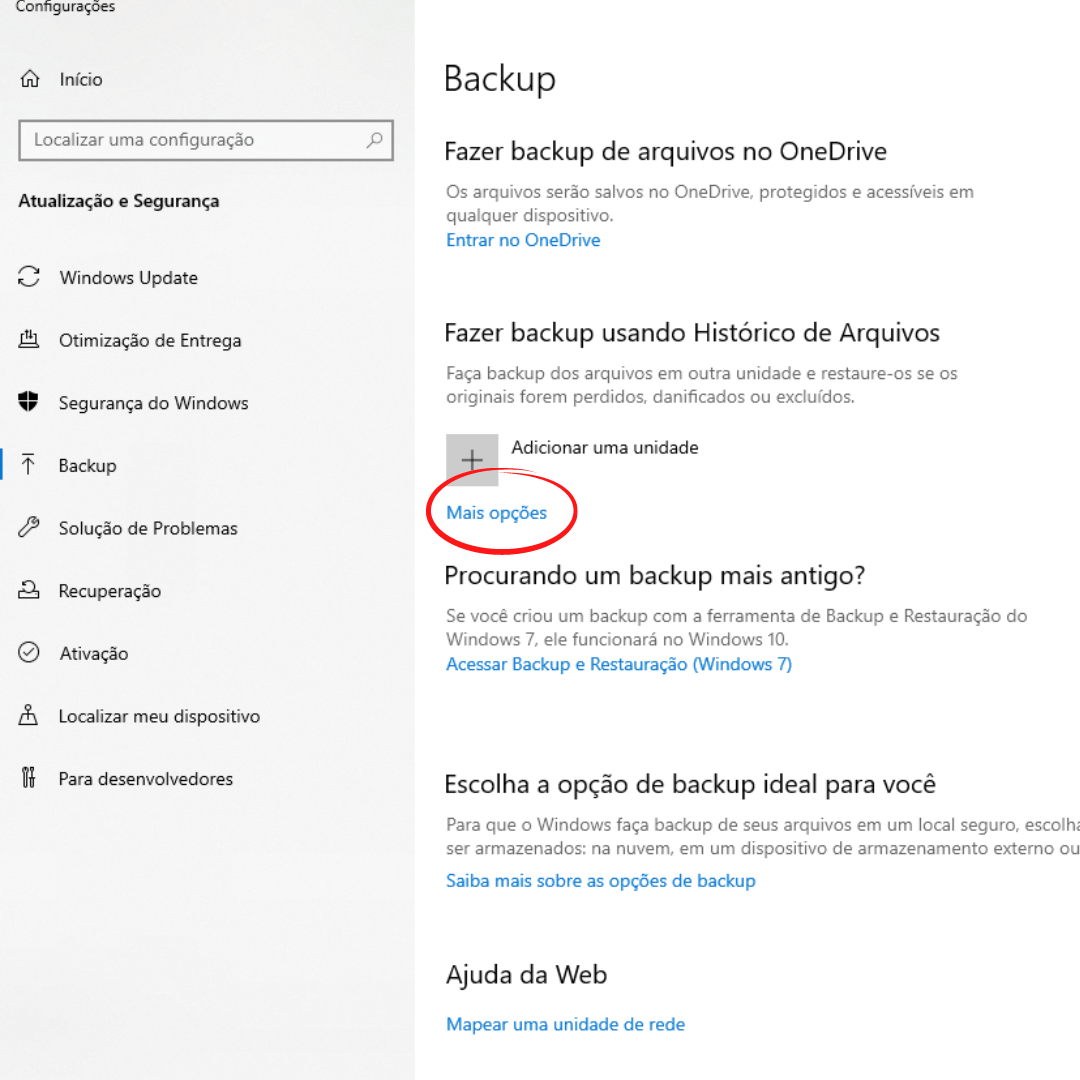 Configurações
Início
Localizar uma configuração
Atualização e Segurança
Windows Update
Otimização de Entrega
Segurança do Windows
Backup
Solução de Problemas
Recuperação
Ativação
Localizar meu dispositivo
Para desenvolvedores
Backup
Fazer backup de arquivos no OneDrive
Os arquivos serão salvos no OneDrive, protegidos e acessíveis em
qualquer dispositivo.
Entrar no OneDrive
Fazer backup usando Histórico de Arquivos
Faça backup dos arquivos em outra unidade e restaure-os se os
originais forem perdidos, danificados ou excluídos.
Adicionar uma unidade
Mais opções
Procurando um backup mais antigo?
Se você criou um backup com a ferramenta de Backup e Restauração do
Windows 7, ele funcionará no Windows 10.
Acessar Backup e Restauração (Windows 7)
Escolha a opção de backup ideal para você
Para que o Windows faça backup de seus arquivos em um local seguro, escolha
ser armazenados: na nuvem, em um dispositivo de armazenamento externo ou
Saiba mais sobre as opções de backup
Ajuda da Web
Mapear uma unidade de rede